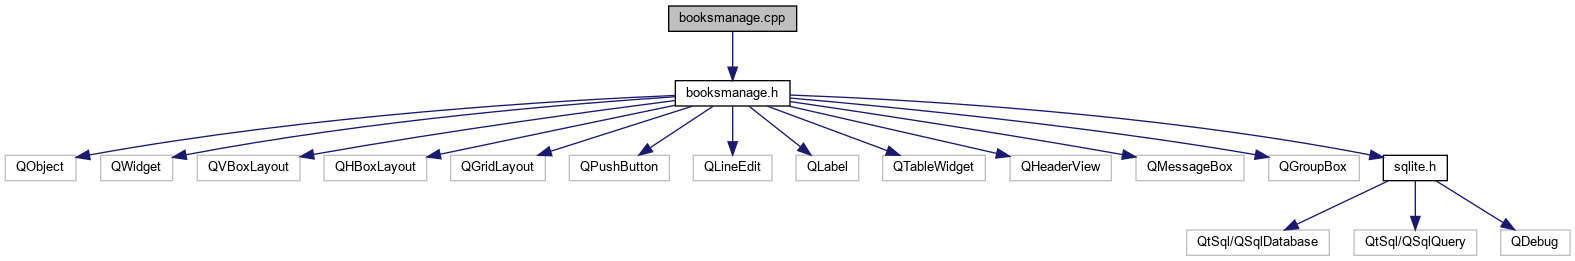 booksmanage.cpp
booksmanage.h
QObject
QWidget
QVBoxLayout
QHBoxLayout
QGridLayout
QPushButton
QLineEdit
QLabel
QTableWidget
QHeaderView
QMessageBox
QGroupBox
sqlite.h
QtSql/QSqlDatabase
QtSql/QSqlQuery
QDebug